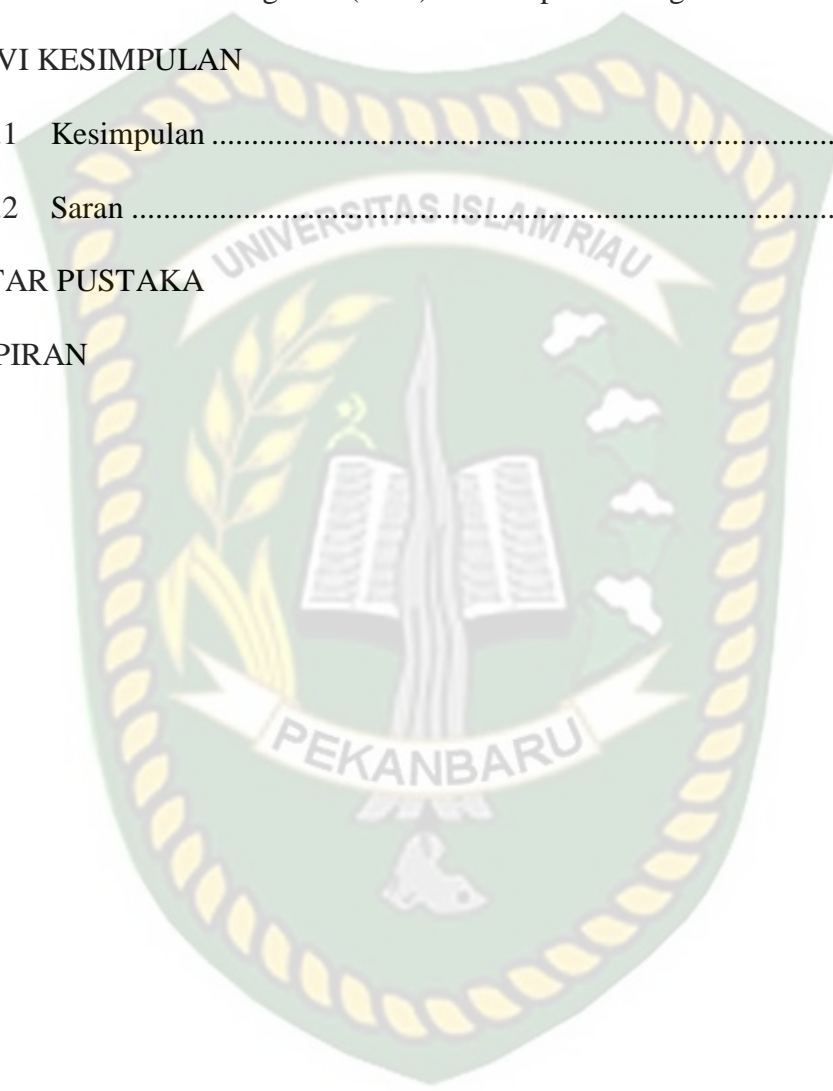 VI KESIMPULAN
1 Kesimpulan ................................................................................
2 Saran ..........................................................................................
UNIVERSITAS ISLAM RIAU
TAR PUSTAKA
PIRAN
PEKANBARU